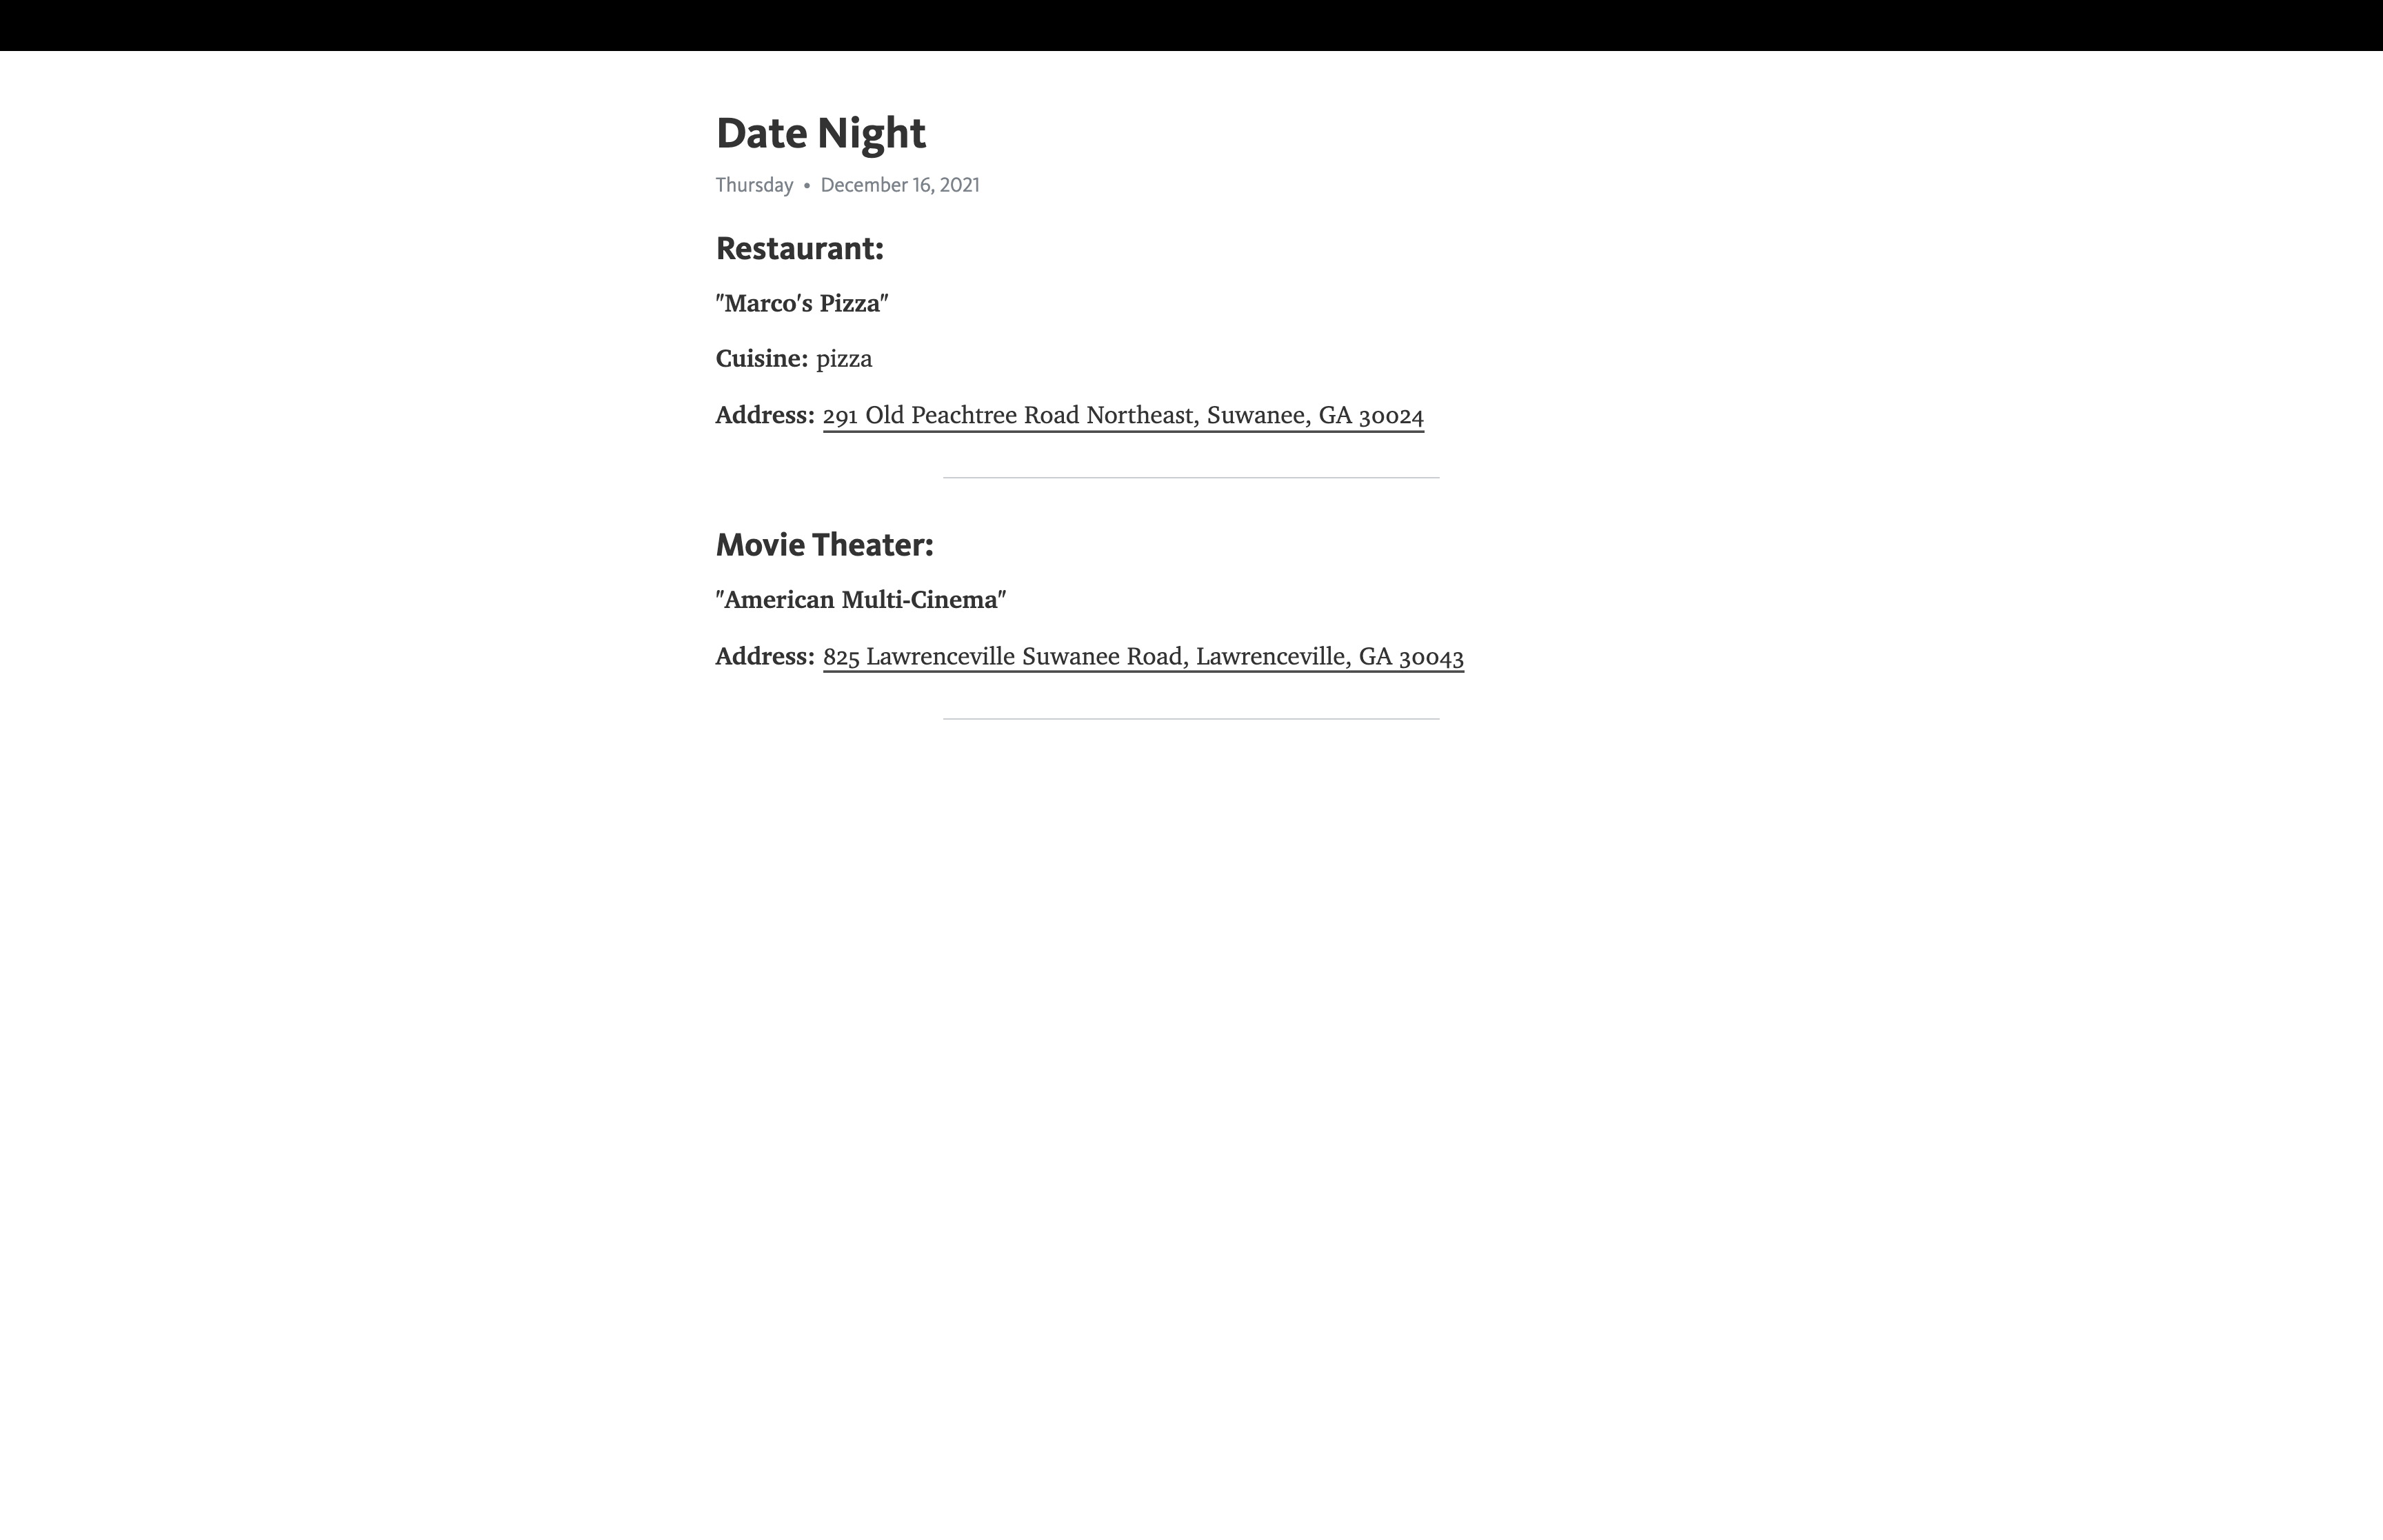 Date Night
Thursday • December 16, 2021
Restaurant:
"Marco's Pizza"
Cuisine: pizza
Address: 291 Old Peachtree Road Northeast, Suwanee, GA 30024
Movie Theater:
"American Multi-Cinema"
Address: 825 Lawrenceville Suwanee Road, Lawrenceville, GA 30043